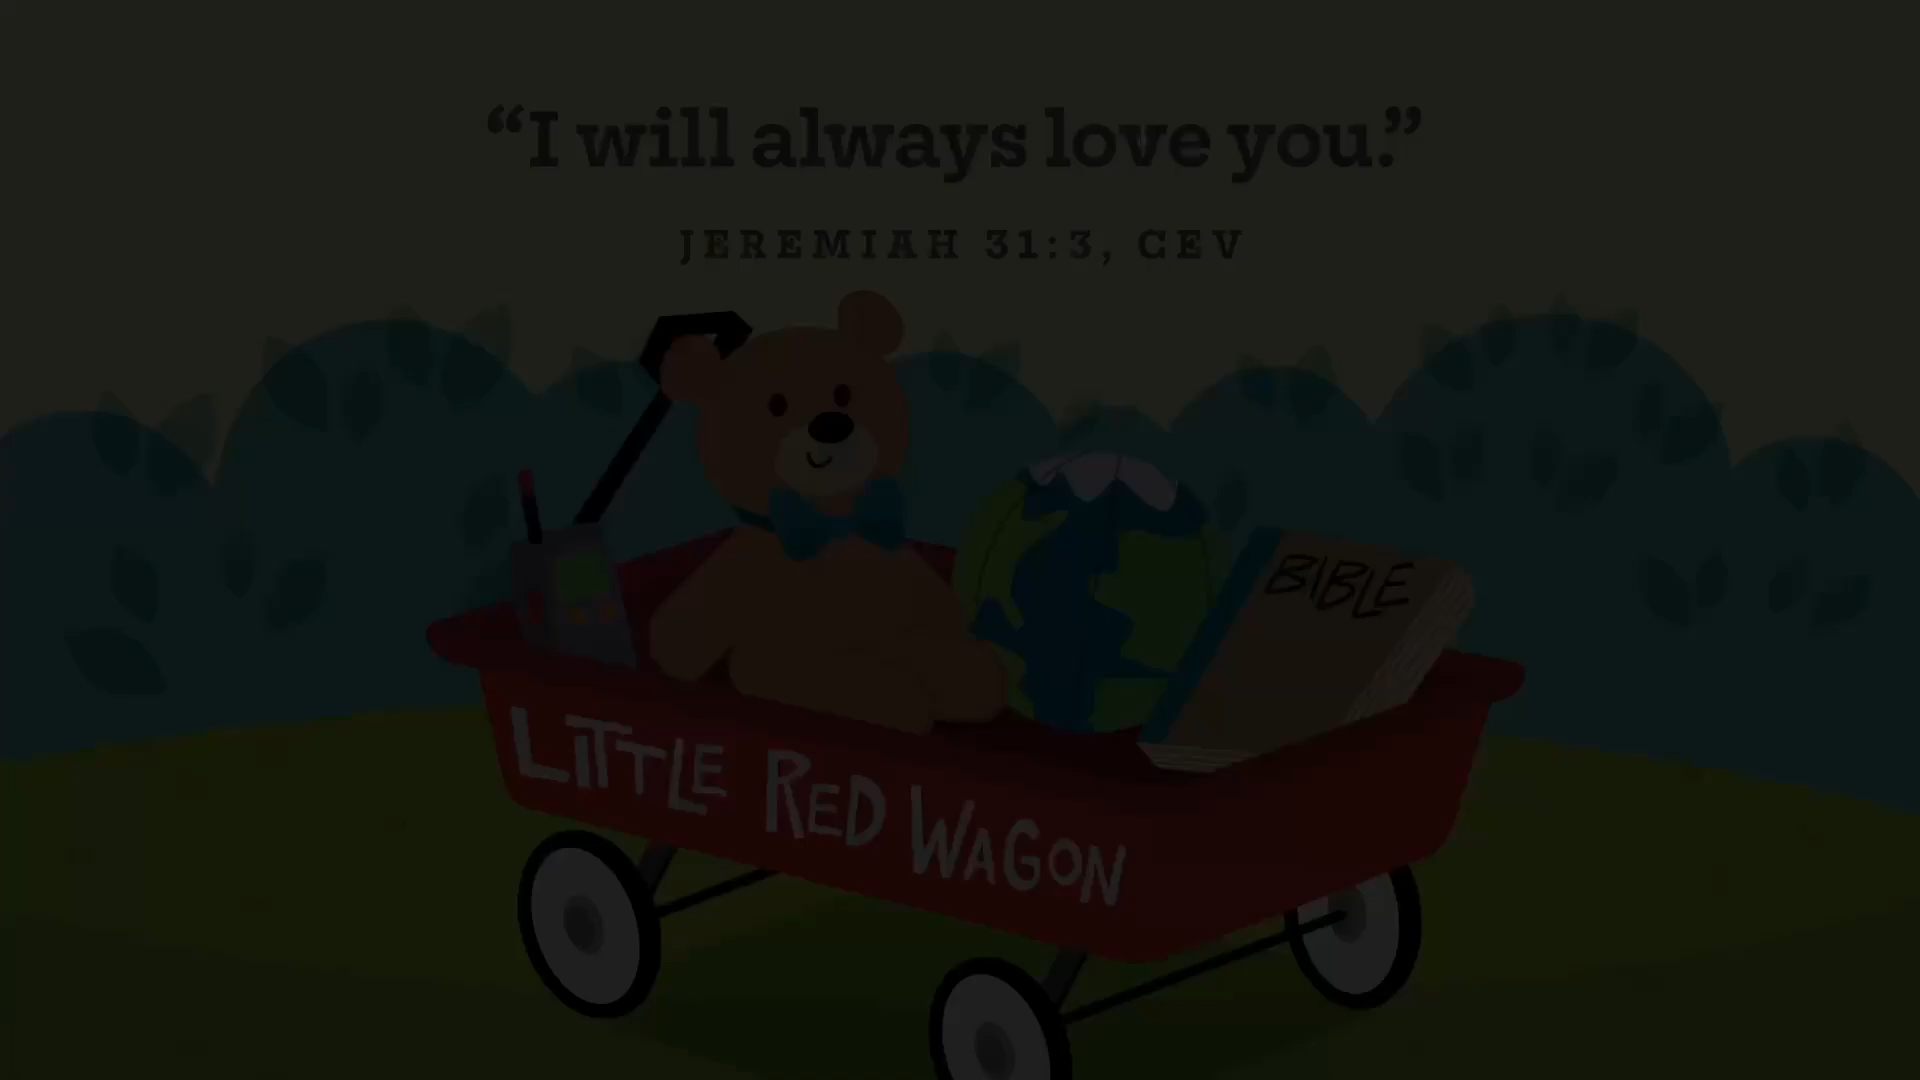 “I will always love you.”
JEREMIAH 31:3, CEV
BIBLE
LITTLE RED WAGON